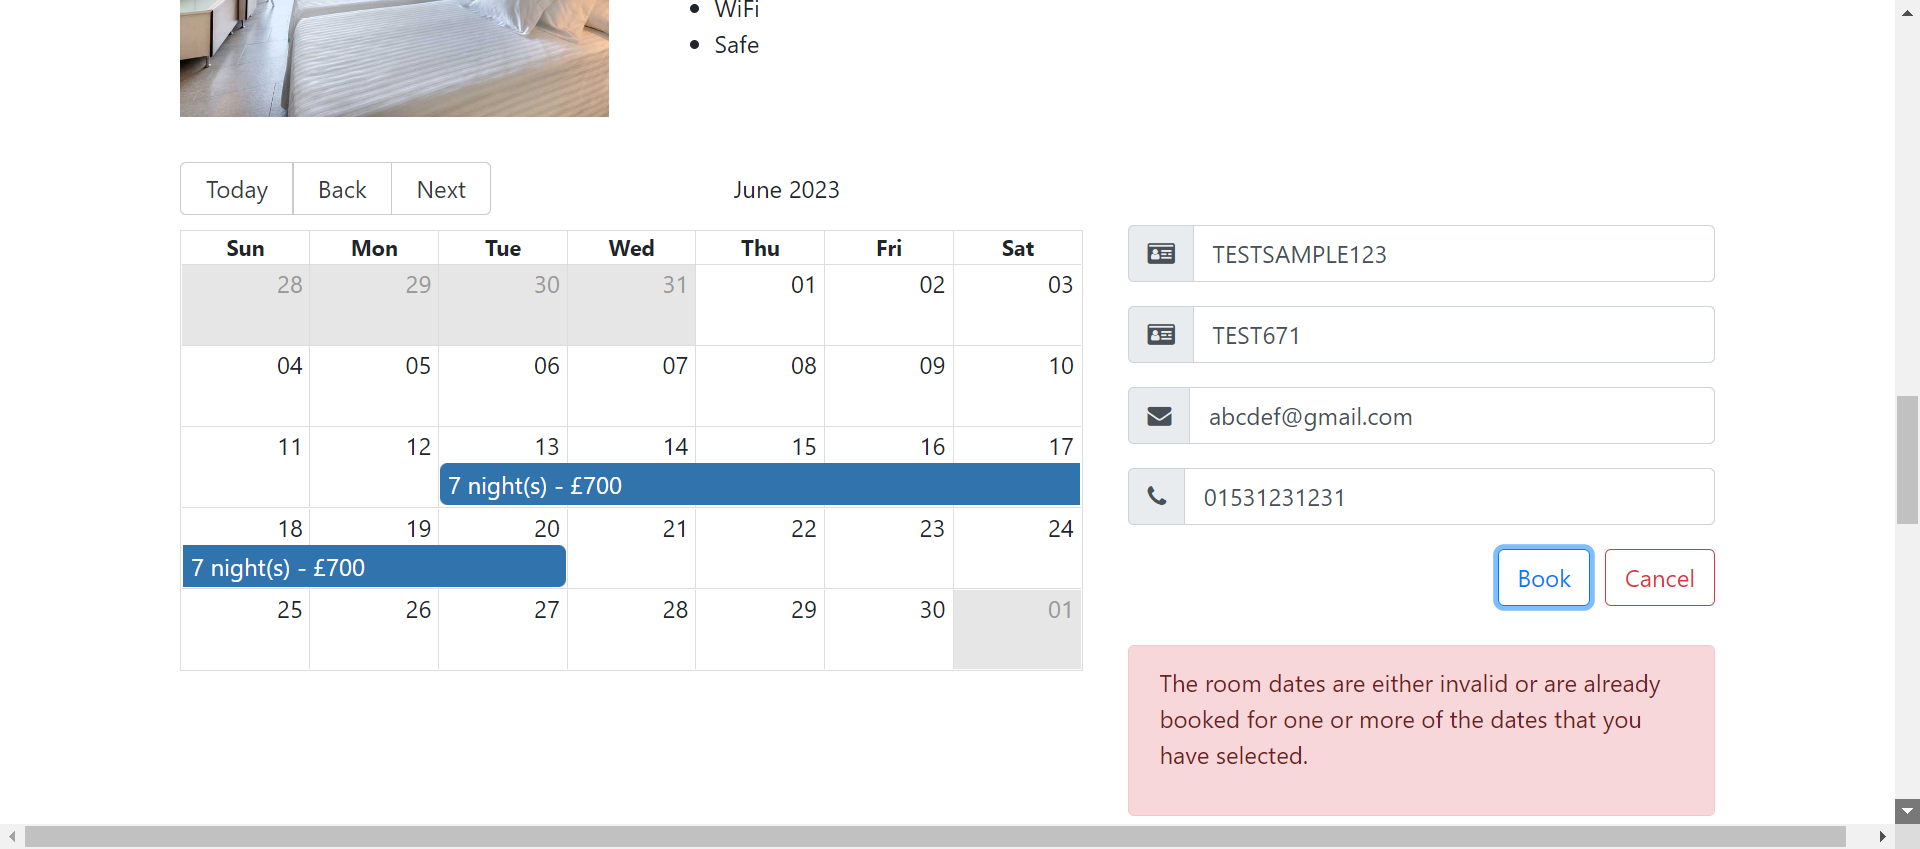 WiFi
Safe
Today Back Next
June 2023
Sun Mon Tue Wed Thu Fri Sat
28 29 30 31 01 02 03
04 05 06 07 08 09 10
11 12 13 14 15 16 17
7 night(s) - £700
18 19 20 21 22 23 24
7 night(s) - £700
25 26 27 28 29 30 01
TESTSAMPLE123
TEST671
abcdef@gmail.com
01531231231
Book Cancel
The room dates are either invalid or are already
booked for one or more of the dates that you
have selected.